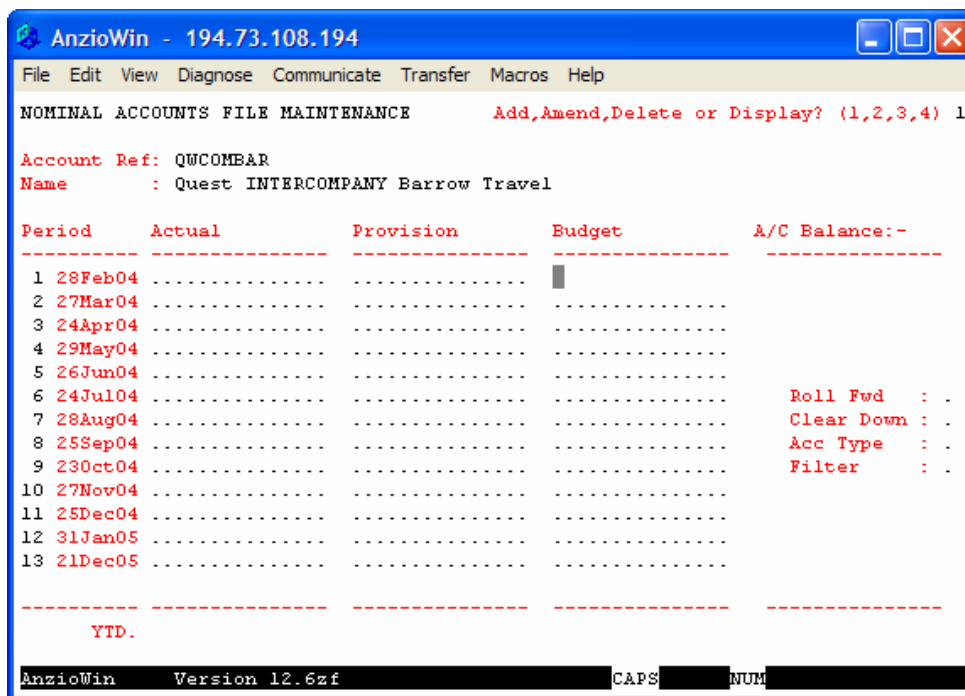 AnzioWin - 194.73.108.194
File Edit View Diagnose Communicate Transfer Macros Help
NOMINAL ACCOUNTS FILE MAINTENANCE Add,Amend,Delete or Display? (1,2,3,4) 1
Account Ref: QWCOMBAR
Name : Quest INTERCOMPANY Barrow Travel
Period Actual Provision Budget A/C Balance:-
---------- --------------- --------------- --------------- ---------------
1 28Feb04 ............... ...............
2 27Mar04 ............... ............... ...............
3 24Apr04 ............... ............... ...............
4 29May04 ............... ............... ...............
5 26Jun04 ............... ............... ...............
6 24Jul04 ............... ............... ............... Roll Fwd : .
7 28Aug04 ............... ............... ............... Clear Down : .
8 25Sep04 ............... ............... ............... Acc Type : .
9 23Oct04 ............... ............... ............... Filter : .
10 27Nov04 ............... ............... ...............
11 25Dec04 ............... ............... ...............
12 31Jan05 ............... ............... ...............
13 21Dec05 ............... ............... ...............
---------- --------------- --------------- --------------- ---------------
YTD.
AnzioWin Version 12.6zf CAPS NUM